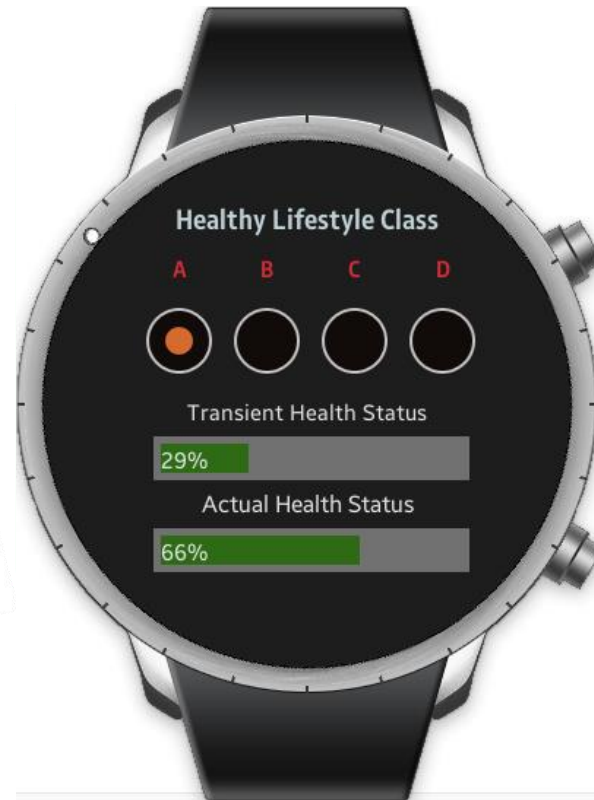 Healthy Lifestyle Class
A B C D
Transient Health Status
29%
Actual Health Status
66%